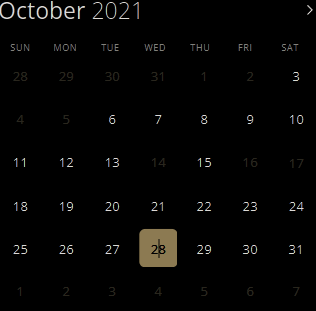 October 2021
SUN MON TUE WED THU FRI SAT
28 29 30 31 1 2 3
4 5 6 7 8 9 10
11 12 13 14 15 16 17
18 19 20 21 22 23 24
25 26 27 28 29 30 31
1 2 3 4 5 6 7